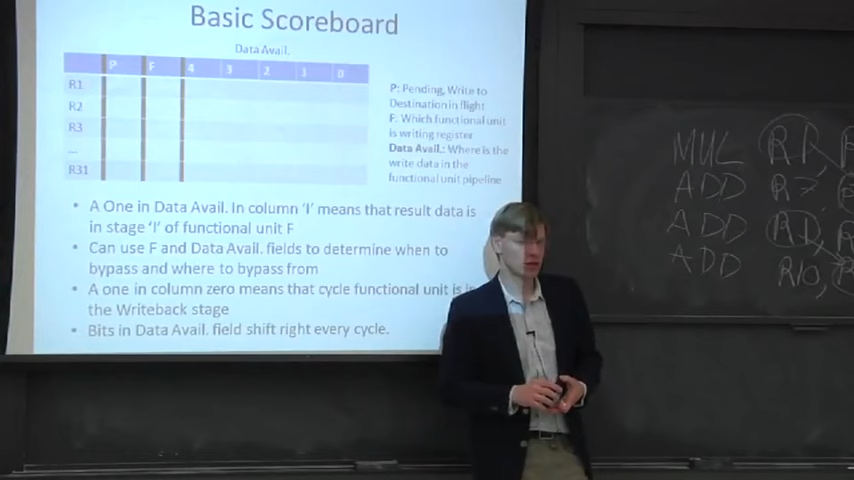 Basic Scoreboard
Data Avail.
P F 4 3 2 1 0
R1
R2
R3
...
R31
P: Pending, Write to
Destination in flight
F: Which functional unit
is writing register
Data Avail.: Where is the
write data in the
functional unit pipeline
• A One in Data Avail. In column 'I' means that result data is
in stage 'I' of functional unit F
• Can use F and Data Avail. fields to determine when to
bypass and where to bypass from
• A one in column zero means that cycle functional unit is in
the Writeback stage
• Bits in Data Avail. field shift right every cycle.
MUL R1,
ADD R7,
ADD R1,
ADD R10,